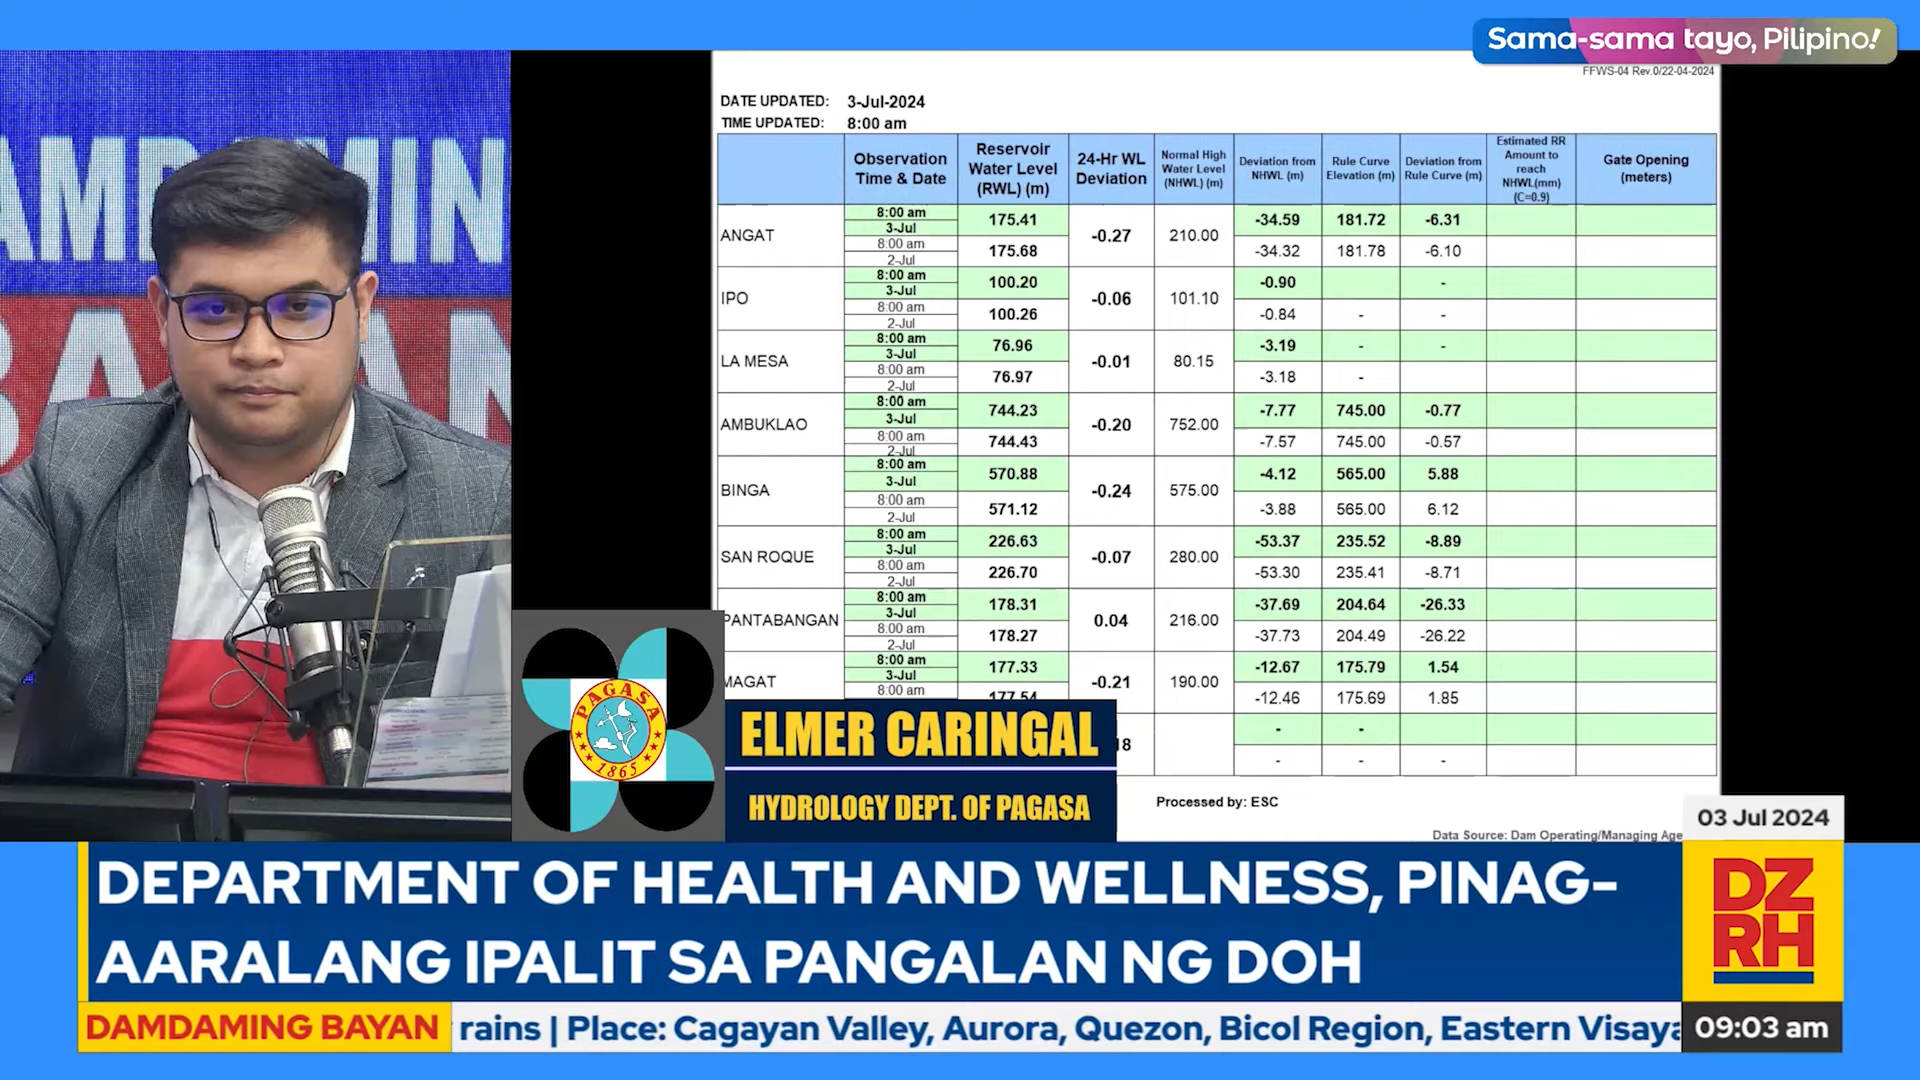 Sama-sama tayo, Pilipino!
FFWS-04 Rev.0/22-04-2024
DATE UPDATED: 3-Jul-2024
TIME UPDATED: 8:00 am
Observation Time & Date
Reservoir Water Level (RWL) (m)
24-Hr WL Deviation
Normal High Water Level (NHWL) (m)
Deviation from NHWL (m)
Rule Curve Elevation (m)
Deviation from Rule Curve (m)
Estimated RR Amount to reach NHWL(mm) (C=0.9)
Gate Opening (meters)
ANGAT 8:00 am 3-Jul 175.41 -0.27 210.00 -34.59 181.72 -6.31
8:00 am 2-Jul 175.68 -34.32 181.78 -6.10
IPO 8:00 am 3-Jul 100.20 -0.06 101.10 -0.90 -
8:00 am 2-Jul 100.26 -0.84 - -
LA MESA 8:00 am 3-Jul 76.96 -0.01 80.15 -3.19 - -
8:00 am 2-Jul 76.97 -3.18 -
AMBUKLAO 8:00 am 3-Jul 744.23 -0.20 752.00 -7.77 745.00 -0.77
8:00 am 2-Jul 744.43 -7.57 745.00 -0.57
BINGA 8:00 am 3-Jul 570.88 -0.24 575.00 -4.12 565.00 5.88
8:00 am 2-Jul 571.12 -3.88 565.00 6.12
SAN ROQUE 8:00 am 3-Jul 226.63 -0.07 280.00 -53.37 235.52 -8.89
8:00 am 2-Jul 226.70 -53.30 235.41 -8.71
PANTABANGAN 8:00 am 3-Jul 178.31 0.04 216.00 -37.69 204.64 -26.33
8:00 am 2-Jul 178.27 -37.73 204.49 -26.22
MAGAT 8:00 am 3-Jul 177.33 -0.21 190.00 -12.67 175.79 1.54
8:00 am 177.54 -12.46 175.69 1.85
18 - -
- - -
Processed by: ESC
Data Source: Dam Operating/Managing Age
PAGASA
1865
ELMER CARINGAL
HYDROLOGY DEPT. OF PAGASA
03 Jul 2024
DEPARTMENT OF HEALTH AND WELLNESS, PINAG-
AARALANG IPALIT SA PANGALAN NG DOH
DZ
RH
DAMDAMING BAYAN
rains | Place: Cagayan Valley, Aurora, Quezon, Bicol Region, Eastern Visaya
09:03 am